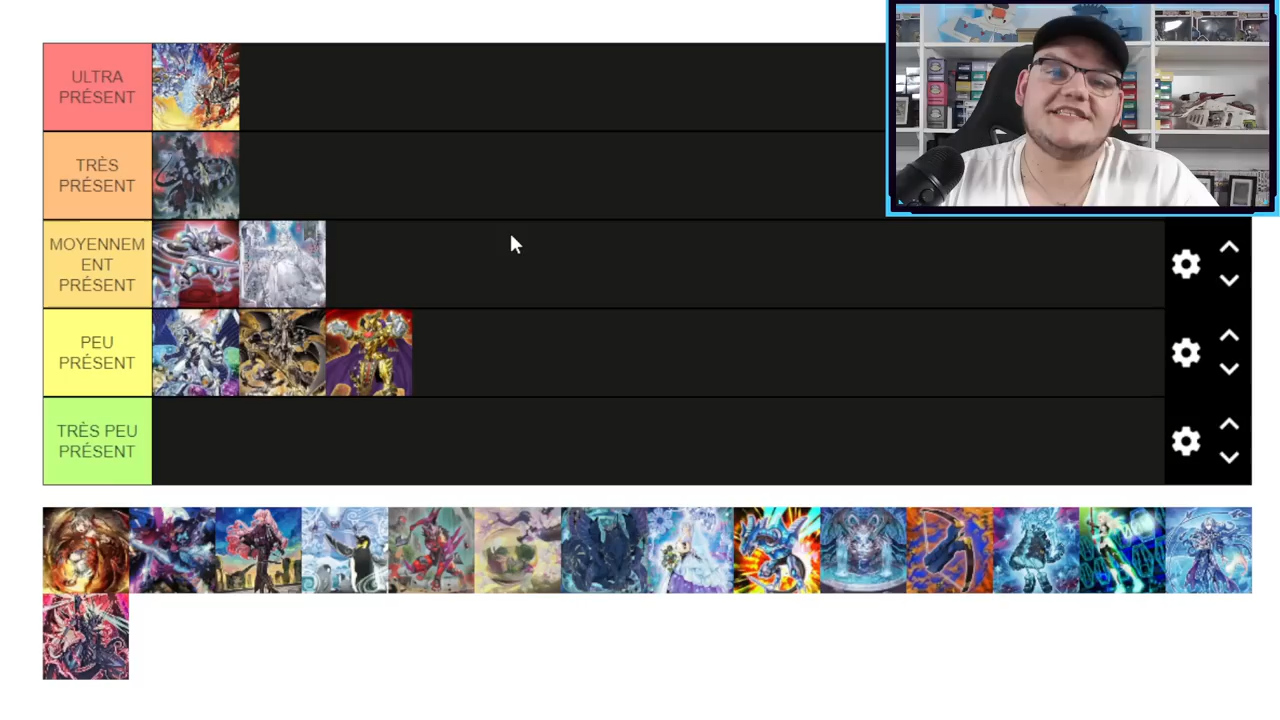 ULTRA
PRÉSENT
TRÈS
PRÉSENT
MOYENNEM
ENT
PRÉSENT
PEU
PRÉSENT
TRÈS PEU
PRÉSENT